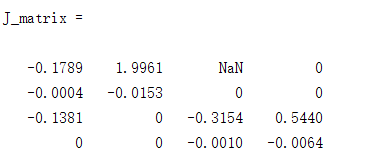 J_matrix =
-0.1789 1.9961 NaN 0
-0.0004 -0.0153 0 0
-0.1381 0 -0.3154 0.5440
0 0 -0.0010 -0.0064